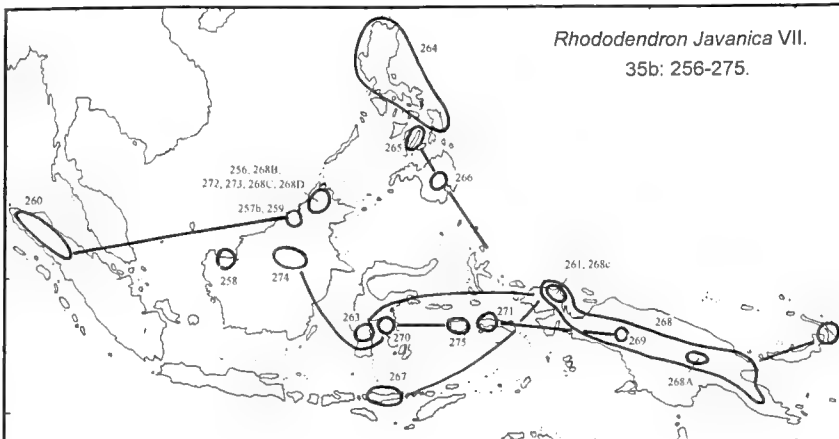 Rhododendron Javanica VII.
35b: 256-275.
264
265
266
256, 268B,
272, 273, 268C, 268D
257b, 259
260
258
274
261, 268c
263
270
275
271
268
269
268A
267